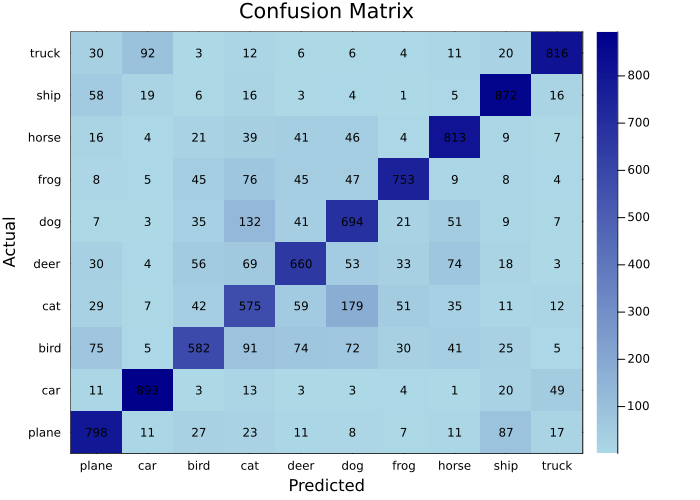 Confusion Matrix
truck 30 92 3 12 6 6 4 11 20 816
ship 58 19 6 16 3 4 1 5 872 16
horse 16 4 21 39 41 46 4 813 9 7
frog 8 5 45 76 45 47 753 9 8 4
dog 7 3 35 132 41 694 21 51 9 7
deer 30 4 56 69 660 53 33 74 18 3
cat 29 7 42 575 59 179 51 35 11 12
bird 75 5 582 91 74 72 30 41 25 5
car 11 893 3 13 3 3 4 1 20 49
plane 798 11 27 23 11 8 7 11 87 17
plane car bird cat deer dog frog horse ship truck
Predicted
Actual
800
700
600
500
400
300
200
100